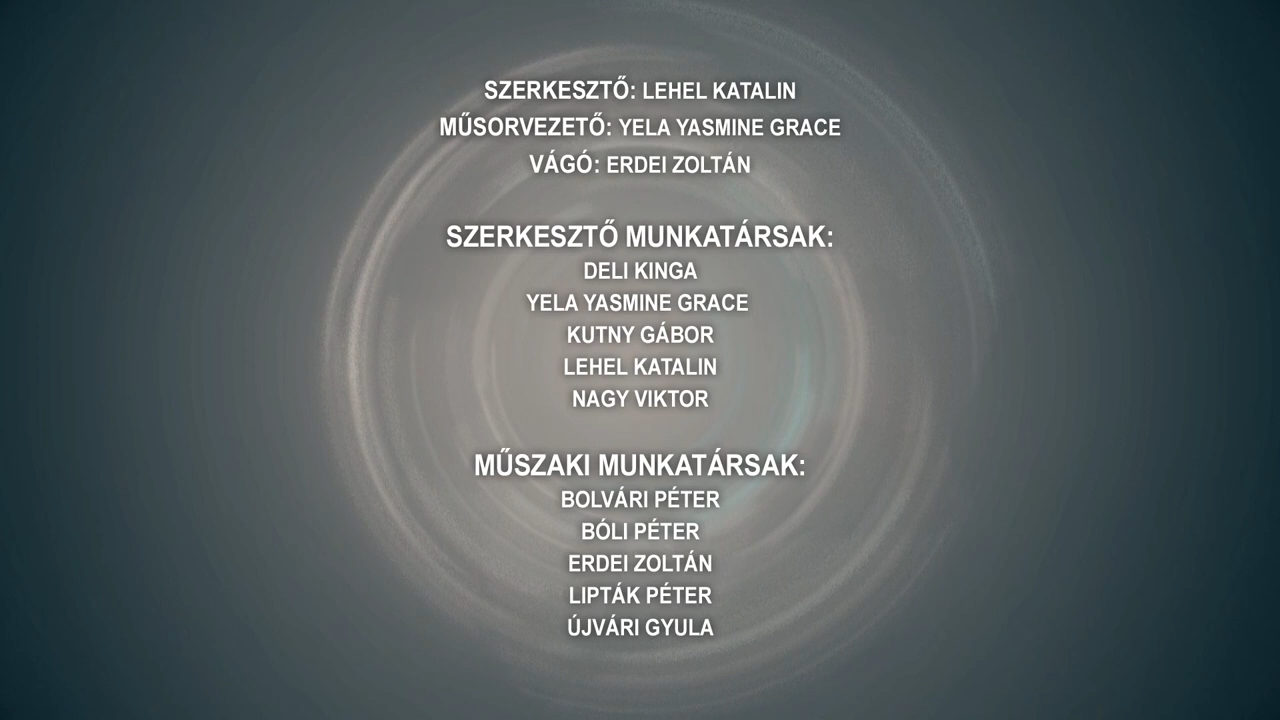 SZERKESZTŐ: LEHEL KATALIN
MŰSORVEZETŐ: YELA YASMINE GRACE
VÁGÓ: ERDEI ZOLTÁN
SZERKESZTŐ MUNKATÁRSAK:
DELI KINGA
YELA YASMINE GRACE
KUTNY GÁBOR
LEHEL KATALIN
NAGY VIKTOR
MŰSZAKI MUNKATÁRSAK:
BOLVÁRI PÉTER
BÓLI PÉTER
ERDEI ZOLTÁN
LIPTÁK PÉTER
ÚJVÁRI GYULA